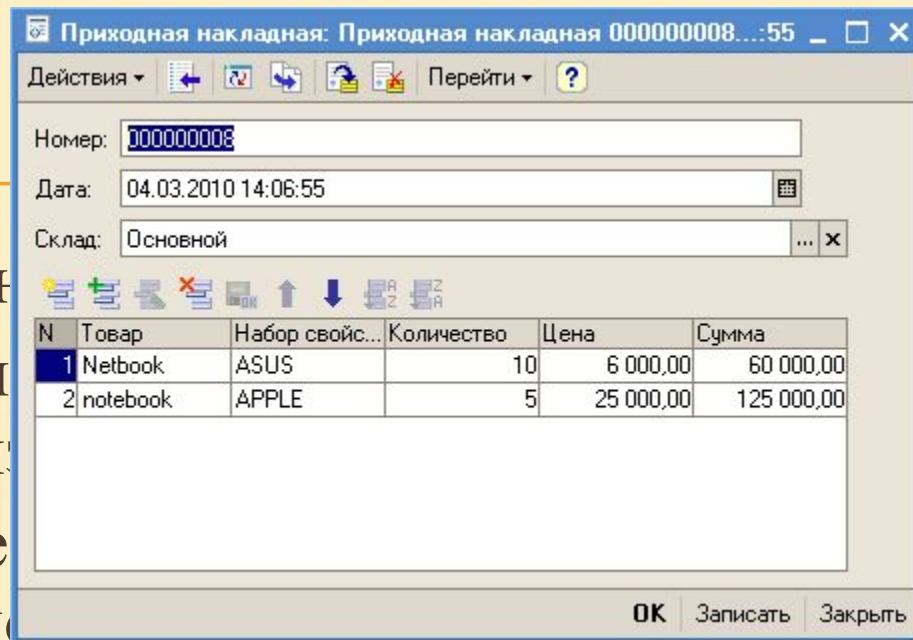 Приходная накладная: Приходная накладная 000000008...:55
Действия Перейти ?
Номер: 000000008
Дата: 04.03.2010 14:06:55
Склад: Основной ... x
N Товар Набор свойс... Количество Цена Сумма
1 Netbook ASUS 10 6 000,00 60 000,00
2 notebook APPLE 5 25 000,00 125 000,00
OK Записать Закрыть